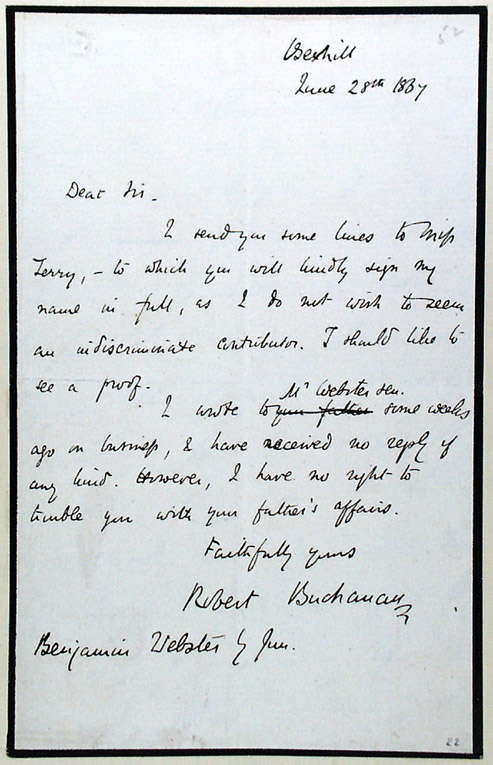 52
Bexhill
June 28th 1867
Dear Sir.
I send you some lines to Miss
Terry, – to which you will kindly sign my
name in full, as I do not wish to seem
an indiscriminate contributor. I should like to
see a proof.
Mr Webster sen.
I wrote to your father some weeks
ago on business, & have received no reply of
any kind. However, I have no right to
trouble you with your father's affairs.
Faithfully yours
Robert Buchanan
Benjamin Webster Jun.
22